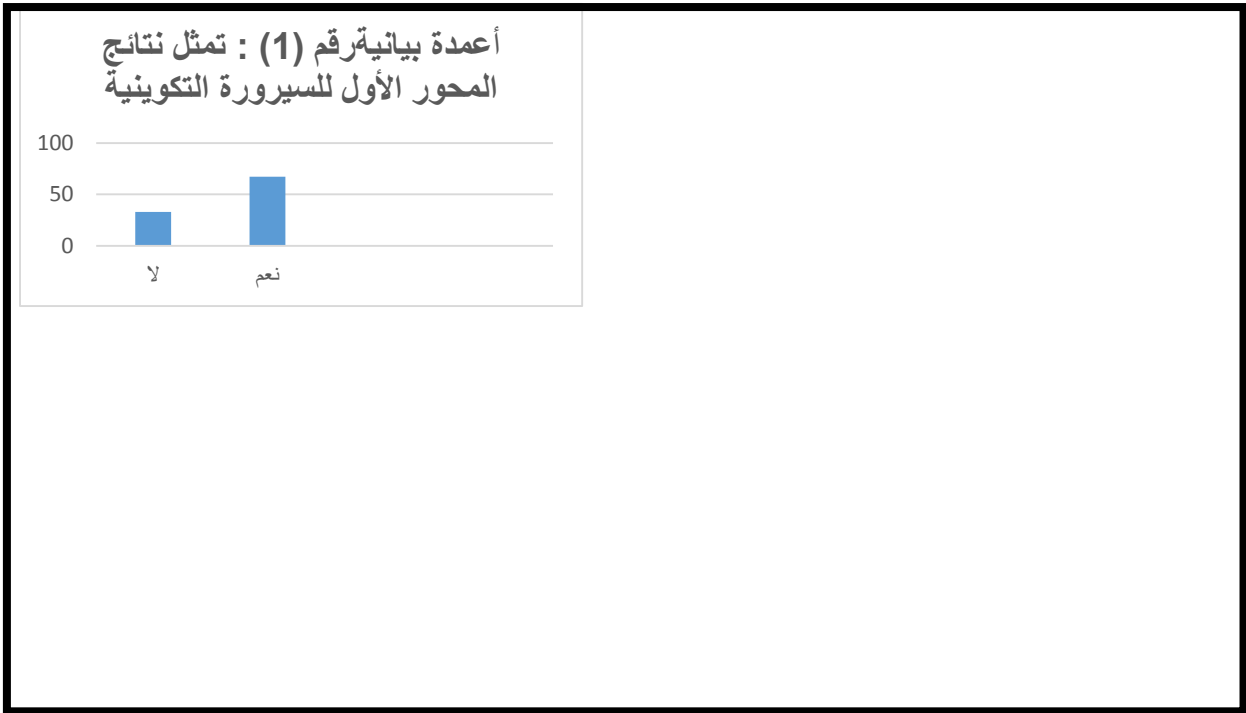 أعمدة بيانيةرقم (1) : تمثل نتائج
المحور الأول للسيرورة التكوينية
100
50
0
لا
نعم